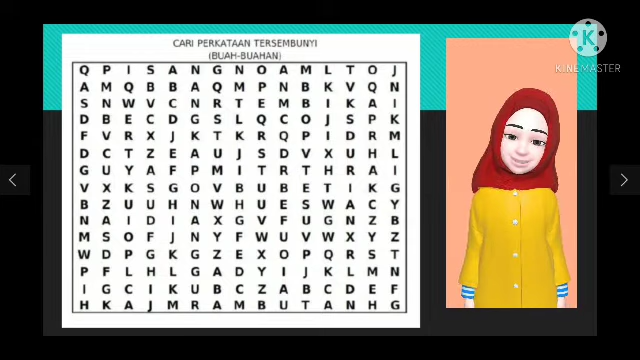 CARI PERKATAAN TERSEMBUNYI
(BUAH-BUAHAN)
Q P I S A N G N O A M L T O J
A M Q B B A Q M P N B K V Q N
S N W V C N R T E M B I K A I
D B E C D G S L Q C O J S P K
F V R X J K T K R Q P I D R M
D C T Z E A U J S D V X U H L
G U Y A F P M I T R T H R A I
V X K S G O V B U B E T I K G
B Z U U H N W H U E S W A C Y
N A I D I A X G V F U G N Z B
M S O F J N Y F W U V W X Y Z
W D P G K G Z E X O P Q R S T
P F L H L G A D Y I J K L M N
I G C I K U B C Z A B C D E F
H K A J M R A M B U T A N H G
K
KINEMASTER